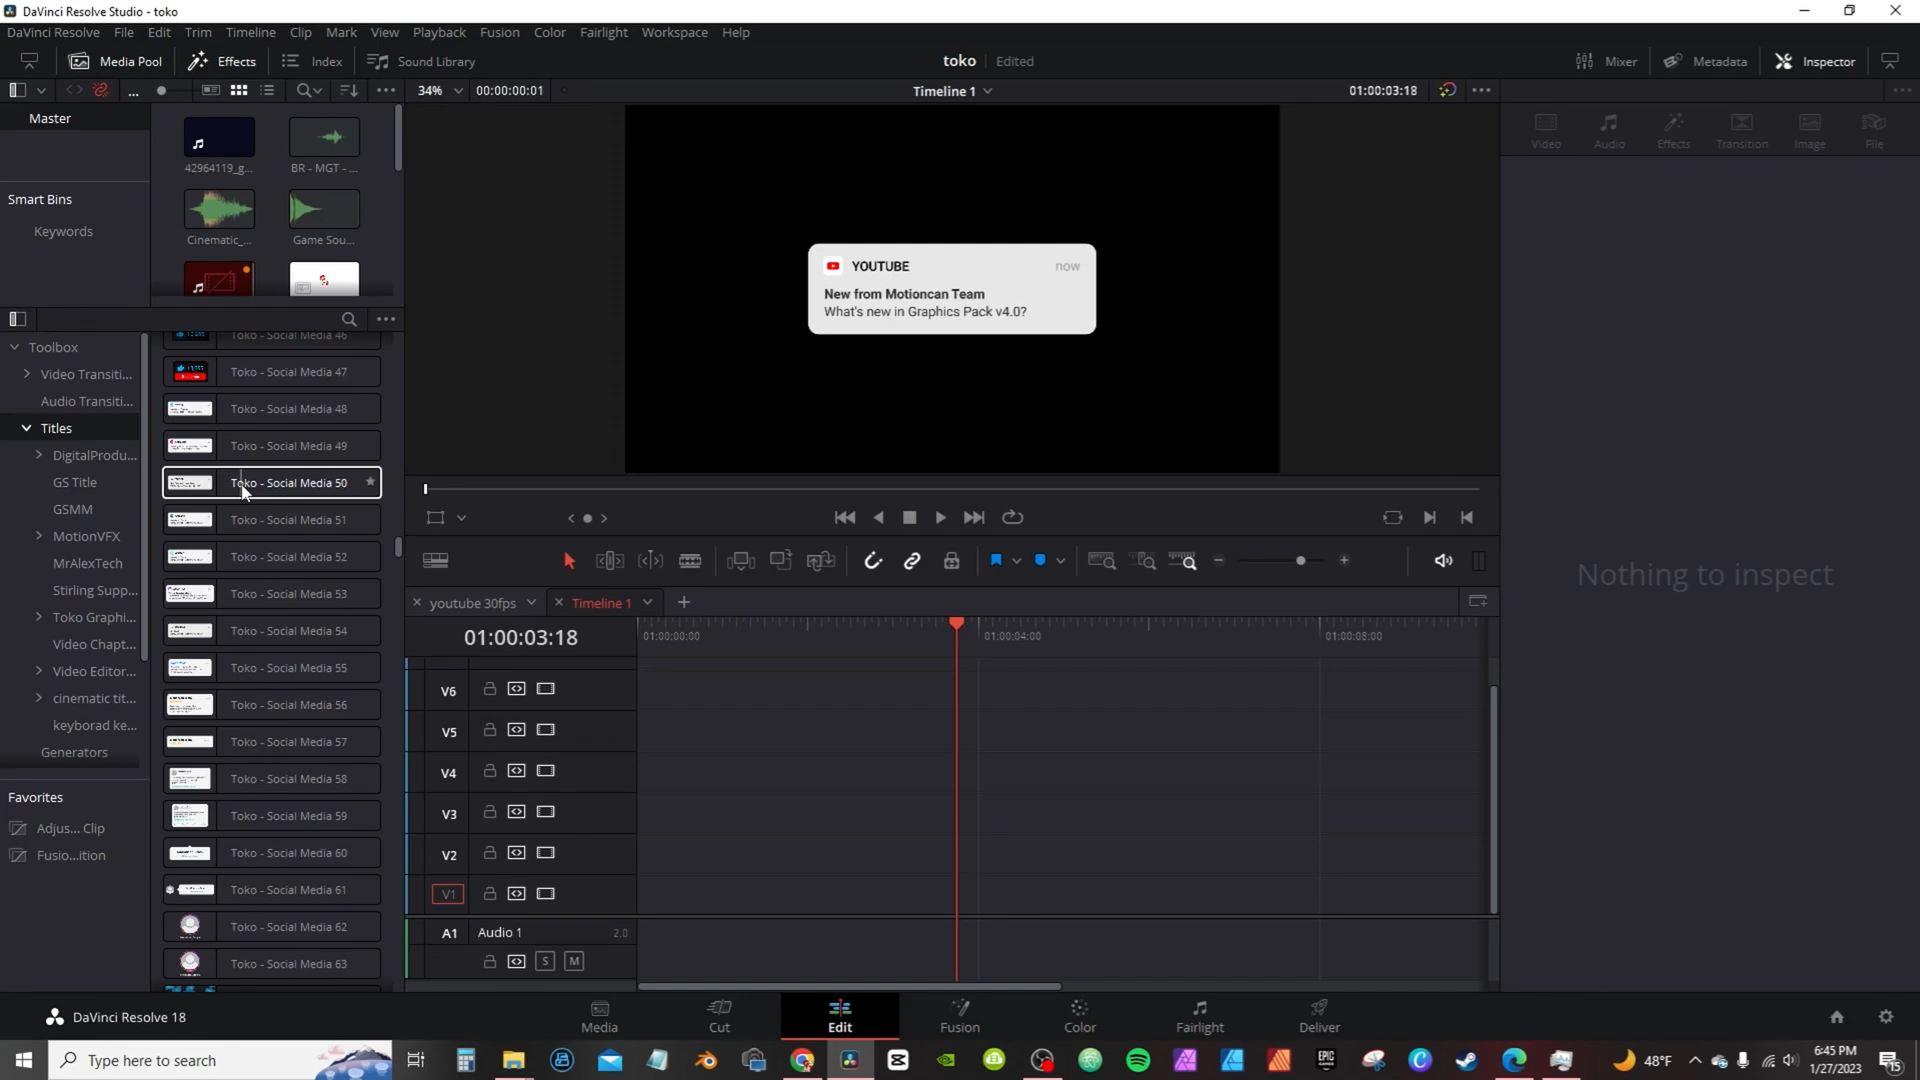 DaVinci Resolve Studio - toko
DaVinci Resolve File Edit Trim Timeline Clip Mark View Playback Fusion Color Fairlight Workspace Help
Media Pool Effects Index Sound Library toko Edited Mixer Metadata Inspector
34% 00:00:00:01 Timeline 1 01:00:03:18
Master
Smart Bins
Keywords
42964119_g... BR - MGT - ...
Cinematic_... Game Sou...
Video Audio Effects Transition Image File
YOUTUBE now
New from Motioncan Team
What's new in Graphics Pack v4.0?
Toolbox
Video Transiti...
Audio Transiti...
Titles
DigitalProdu...
GS Title
GSMM
MotionVFX
MrAlexTech
Stirling Supp...
Toko Graphi...
Video Chapt...
Video Editor...
cinematic tit...
keyborad ke...
Generators
Favorites
Adjus... Clip
Fusio...ition
Toko - Social Media 46
Toko - Social Media 47
Toko - Social Media 48
Toko - Social Media 49
Toko - Social Media 50
Toko - Social Media 51
Toko - Social Media 52
Toko - Social Media 53
Toko - Social Media 54
Toko - Social Media 55
Toko - Social Media 56
Toko - Social Media 57
Toko - Social Media 58
Toko - Social Media 59
Toko - Social Media 60
Toko - Social Media 61
Toko - Social Media 62
Toko - Social Media 63
Nothing to inspect
youtube 30fps Timeline 1
01:00:03:18 01:00:00:00 01:00:04:00 01:00:08:00
V6
V5
V4
V3
V2
V1
A1 Audio 1 2.0
S M
DaVinci Resolve 18
Media Cut Edit Fusion Color Fairlight Deliver
Type here to search
48°F
6:45 PM
1/27/2023
15